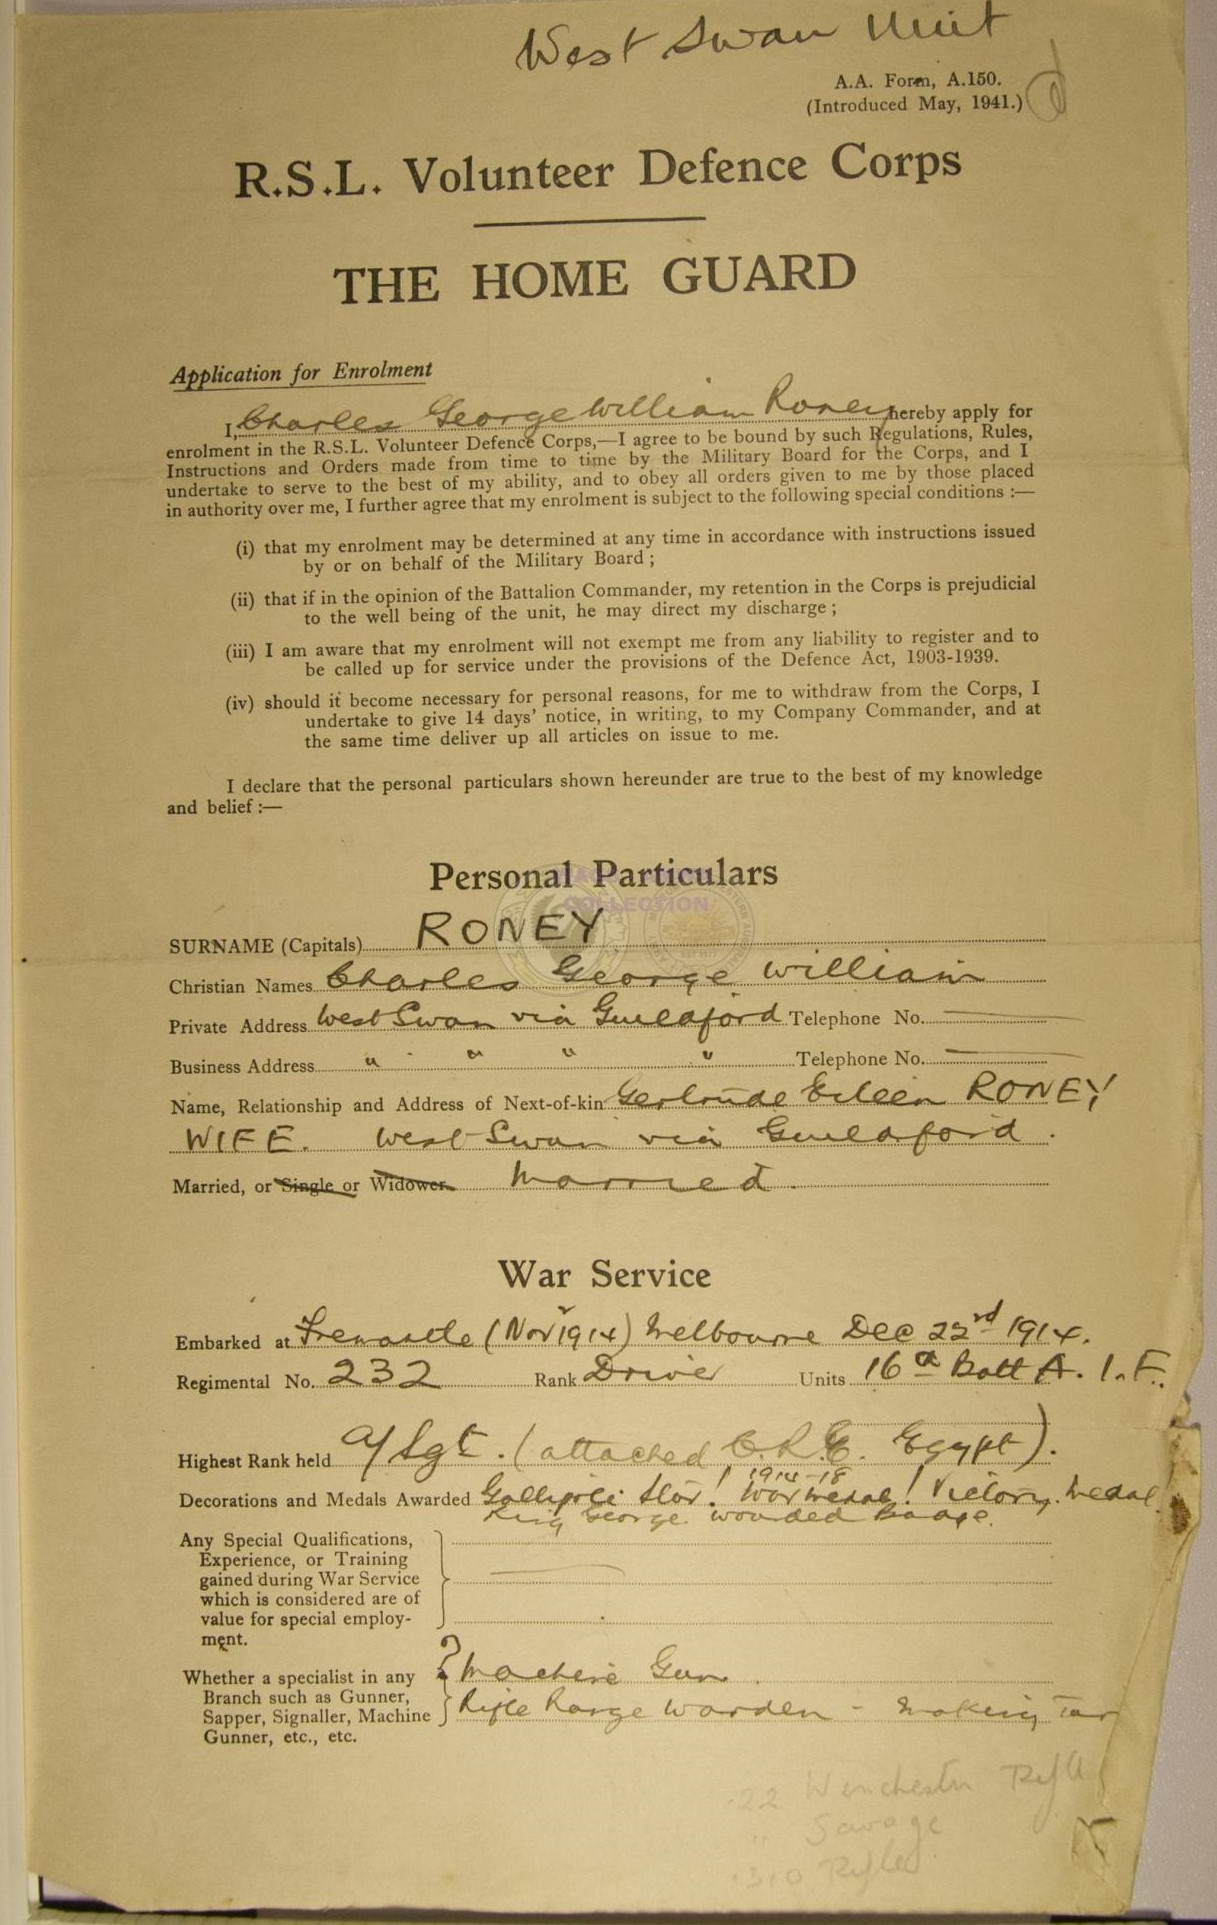 West Swan Unit
A.A. Form, A.150.
(Introduced May, 1941.)
R.S.L. Volunteer Defence Corps
THE HOME GUARD
Application for Enrolment
I, Charles George William Roney hereby apply for
enrolment in the R.S.L. Volunteer Defence Corps,—I agree to be bound by such Regulations, Rules,
Instructions and Orders made from time to time by the Military Board for the Corps, and I
undertake to serve to the best of my ability, and to obey all orders given to me by those placed
in authority over me, I further agree that my enrolment is subject to the following special conditions :—
(i) that my enrolment may be determined at any time in accordance with instructions issued
by or on behalf of the Military Board ;
(ii) that if in the opinion of the Battalion Commander, my retention in the Corps is prejudicial
to the well being of the unit, he may direct my discharge ;
(iii) I am aware that my enrolment will not exempt me from any liability to register and to
be called up for service under the provisions of the Defence Act, 1903-1939.
(iv) should it become necessary for personal reasons, for me to withdraw from the Corps, I
undertake to give 14 days' notice, in writing, to my Company Commander, and at
the same time deliver up all articles on issue to me.
I declare that the personal particulars shown hereunder are true to the best of my knowledge
and belief :—
Personal Particulars
COLLECTION
SURNAME (Capitals) RONEY
Christian Names Charles George William
Private Address West Swan via Guildford Telephone No. —
Business Address " " " " Telephone No. —
Name, Relationship and Address of Next-of-kin Gertrude Eileen RONEY
WIFE. West Swan via Guildford.
Married, or Single or Widower Married.
War Service
Embarked at Fremantle (Novr 1914) Melbourne Dec 22nd 1914.
Regimental No. 232 Rank Driver Units 16th Batt A.I.F.
Highest Rank held a/Sgt. (attached C.R.E. Egypt).
1914-18
Decorations and Medals Awarded Gallipoli Star! War Medal! Victory Medal
King George wounded Badge.
Any Special Qualifications,
Experience, or Training
gained during War Service
which is considered are of
value for special employ-
ment.
Whether a specialist in any Machine Gun.
Branch such as Gunner,
Sapper, Signaller, Machine Rifle Range Warden - Making Tar
Gunner, etc., etc.
.22 Winchester Rifle
" Savage
.310 Rifles